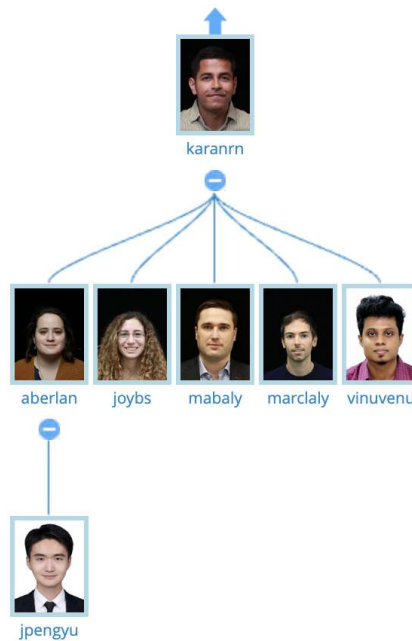 karanrn
aberlan
joybs
mabaly
marclaly
vinuvenu
jpengyu